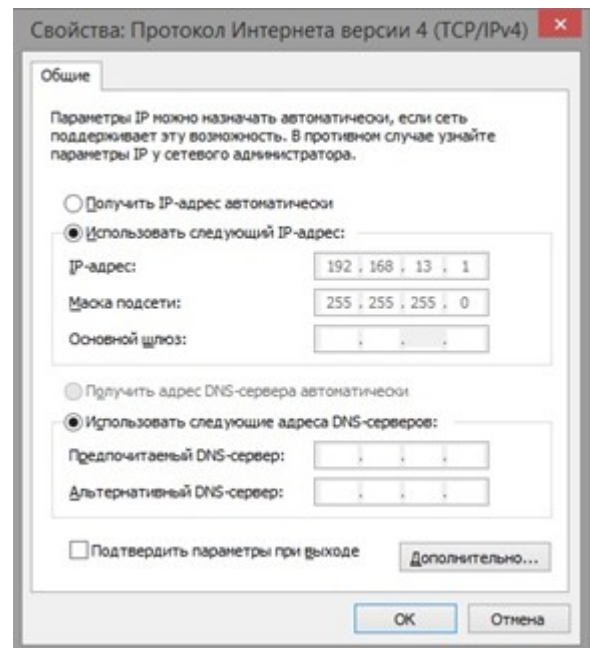 Свойства: Протокол Интернета версии 4 (TCP/IPv4)
Общие
Параметры IP можно назначать автоматически, если сеть
поддерживает эту возможность. В противном случае узнайте
параметры IP у сетевого администратора.
Получить IP-адрес автоматически
Использовать следующий IP-адрес:
IP-адрес: 192 . 168 . 13 . 1
Маска подсети: 255 . 255 . 255 . 0
Основной шлюз: . . .
Получить адрес DNS-сервера автоматически
Использовать следующие адреса DNS-серверов:
Предпочитаемый DNS-сервер: . . .
Альтернативный DNS-сервер: . . .
Подтвердить параметры при выходе
Дополнительно...
ОК Отмена